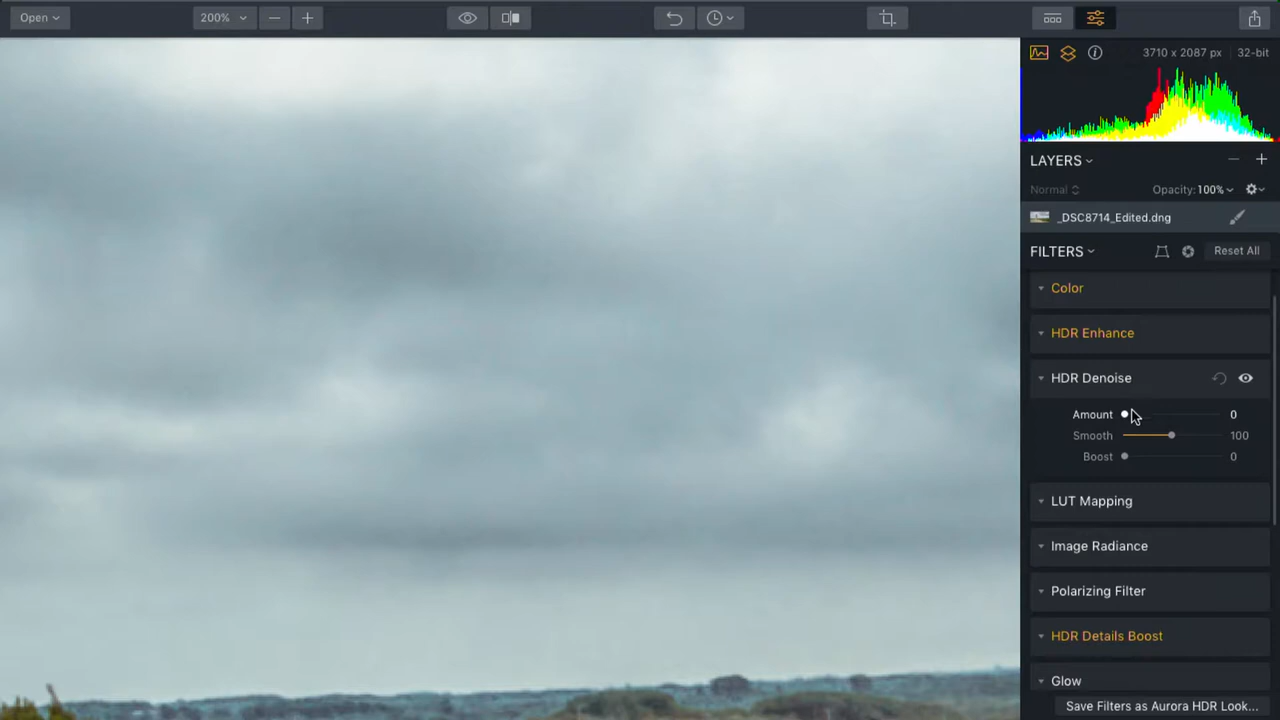 Open
200%
3710 x 2087 px 32-bit
LAYERS
Normal Opacity: 100%
_DSC8714_Edited.dng
FILTERS Reset All
Color
HDR Enhance
HDR Denoise
Amount 0
Smooth 100
Boost 0
LUT Mapping
Image Radiance
Polarizing Filter
HDR Details Boost
Glow
Save Filters as Aurora HDR Look...